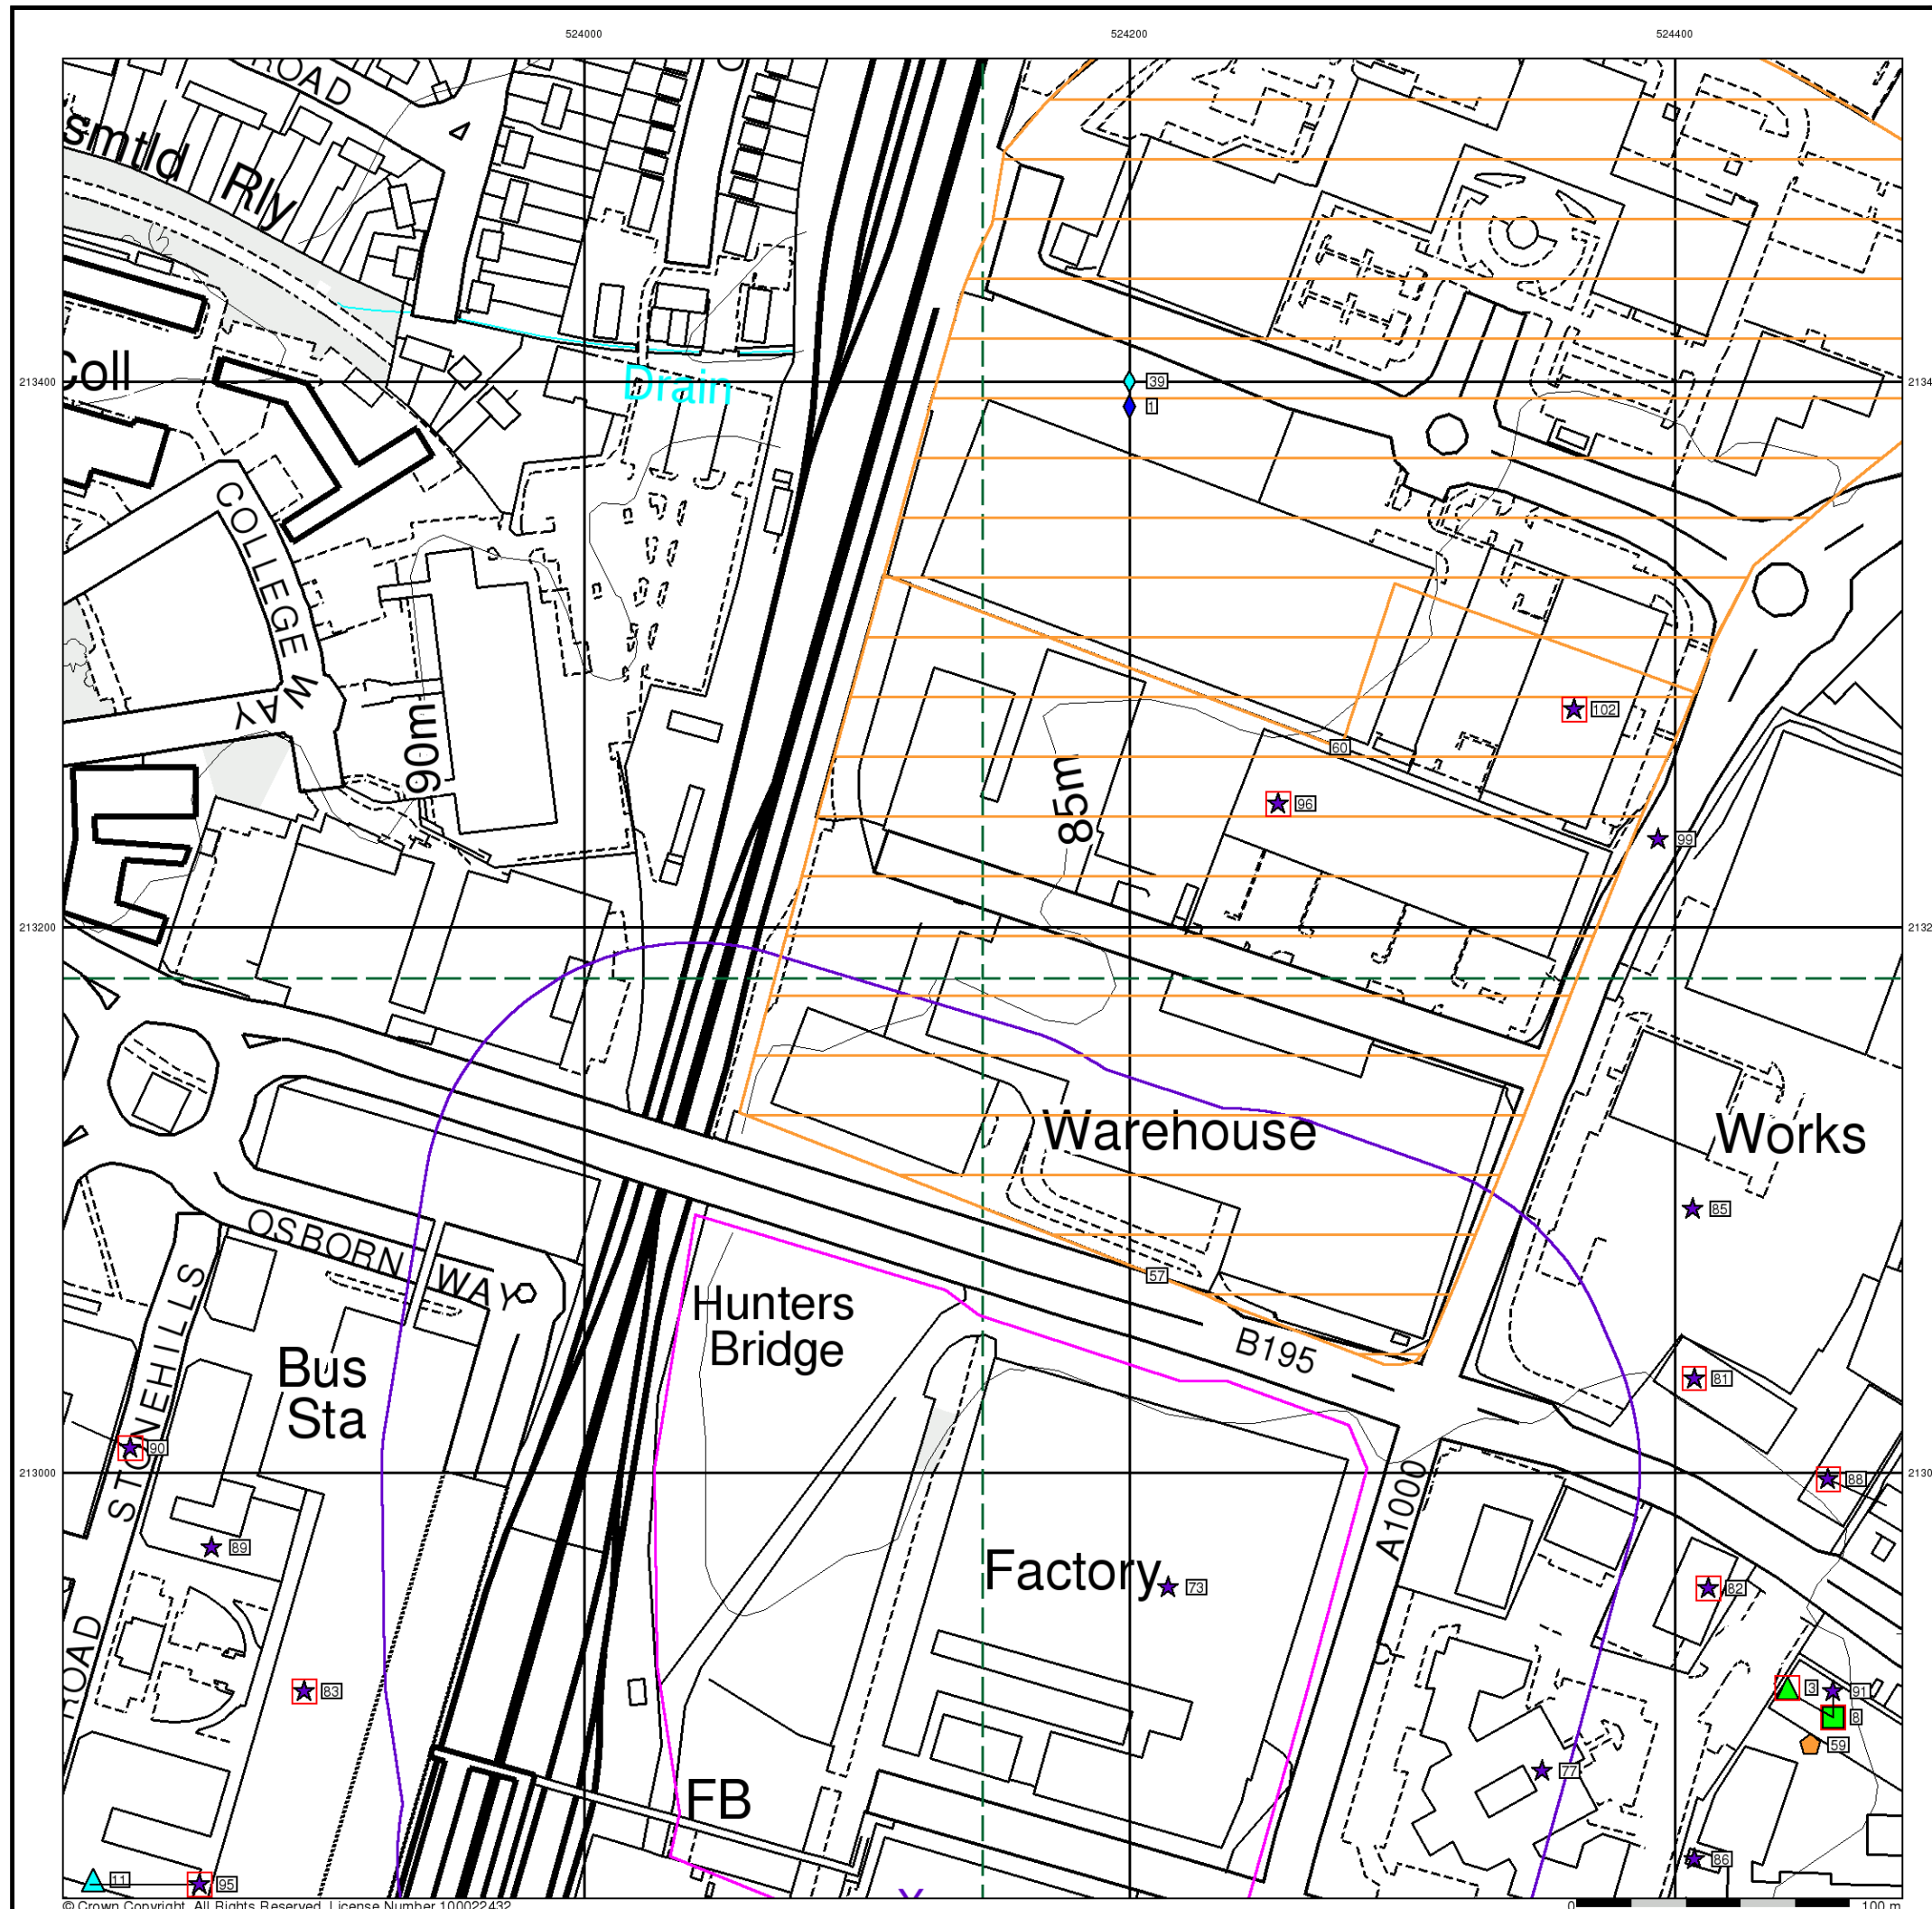 524000
524200
524400
ROAD
smtld Rly
Coll
213400
Drain
39
1
COLLEGE WAY
90m
85m
102
60
96
99
213200
Warehouse
Works
85
OSBORN WAY
57
Hunters
Bridge
B195
Bus
Sta
STONEHILLS
81
90
88
213000
A1000
89
Factory
73
82
ROAD
83
3
91
8
59
77
FB
86
11
95
© Crown Copyright. All Rights Reserved. License Number 100022432
0
100 m